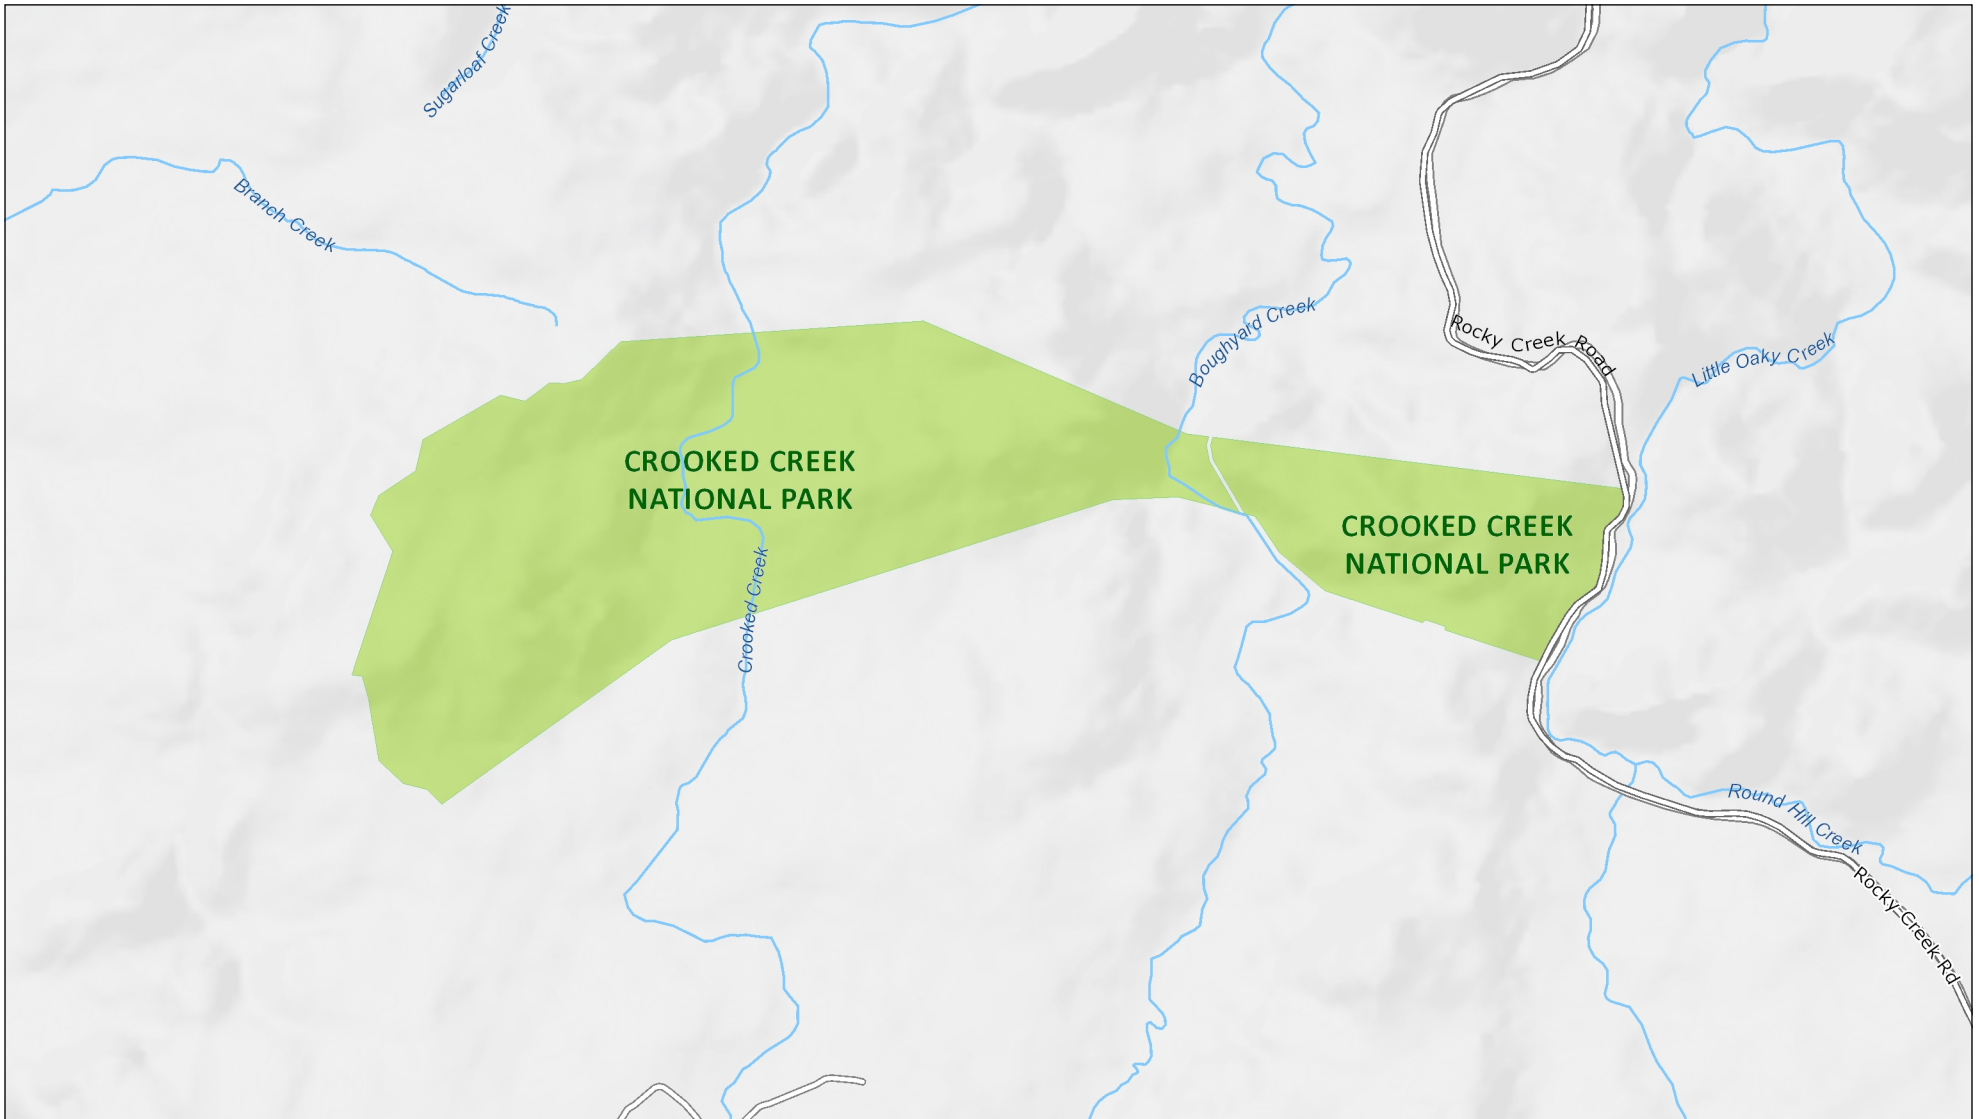 Sugarloaf Creek
Branch Creek
Boughyard Creek
Rocky Creek Road
Little Oaky Creek
CROOKED CREEK
NATIONAL PARK
CROOKED CREEK
NATIONAL PARK
Crooked Creek
Round Hill Creek
Rocky Creek Rd